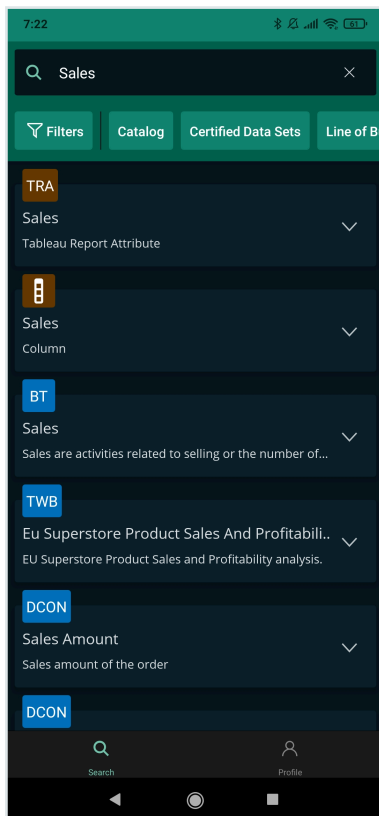 7:22
61
Sales
Filters
Catalog
Certified Data Sets
Line of B
TRA
Sales
Tableau Report Attribute
Sales
Column
BT
Sales
Sales are activities related to selling or the number of...
TWB
Eu Superstore Product Sales And Profitabili..
EU Superstore Product Sales and Profitability analysis.
DCON
Sales Amount
Sales amount of the order
DCON
Search
Profile